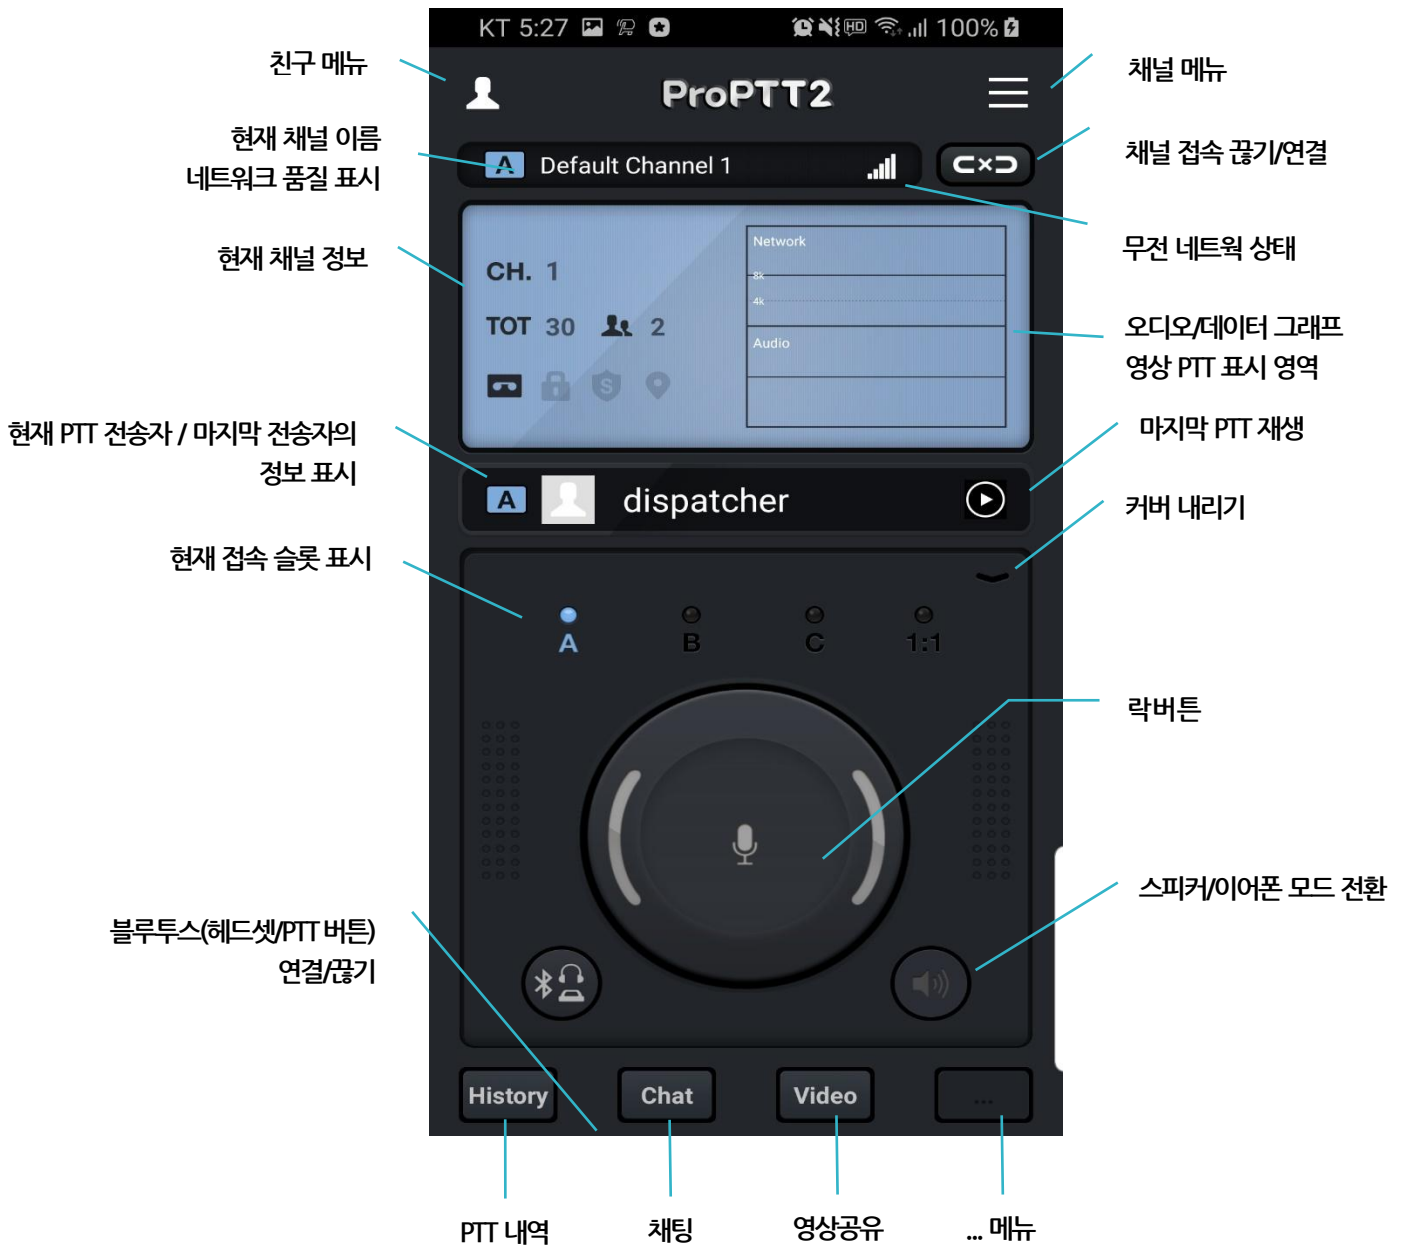 KT 5:27
HD
100%
친구 메뉴
ProPTT2
채널 메뉴
현재 채널 이름
네트워크 품질 표시
A Default Channel 1
채널 접속 끊기/연결
현재 채널 정보
무전 네트웍 상태
CH. 1
TOT 30 2
S
Network
8k
4k
Audio
오디오/데이터 그래프
영상 PTT 표시 영역
현재 PTT 전송자 / 마지막 전송자의
정보 표시
A dispatcher
마지막 PTT 재생
커버 내리기
현재 접속 슬롯 표시
A B C 1:1
락버튼
스피커/이어폰 모드 전환
블루투스(헤드셋/PTT 버튼)
연결/끊기
History Chat Video ...
PTT 내역 채팅 영상공유 ... 메뉴